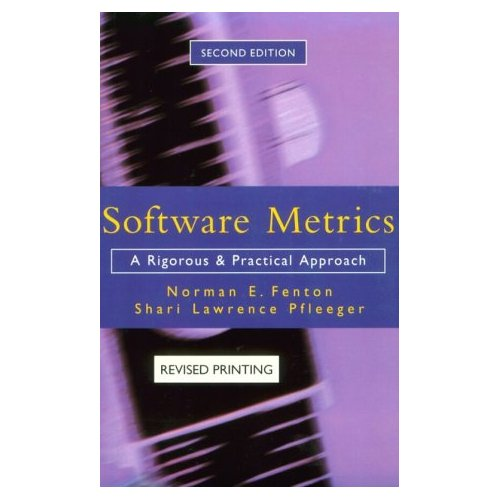 SECOND EDITION
Software Metrics
A Rigorous & Practical Approach
Norman E. Fenton
Shari Lawrence Pfleeger
REVISED PRINTING